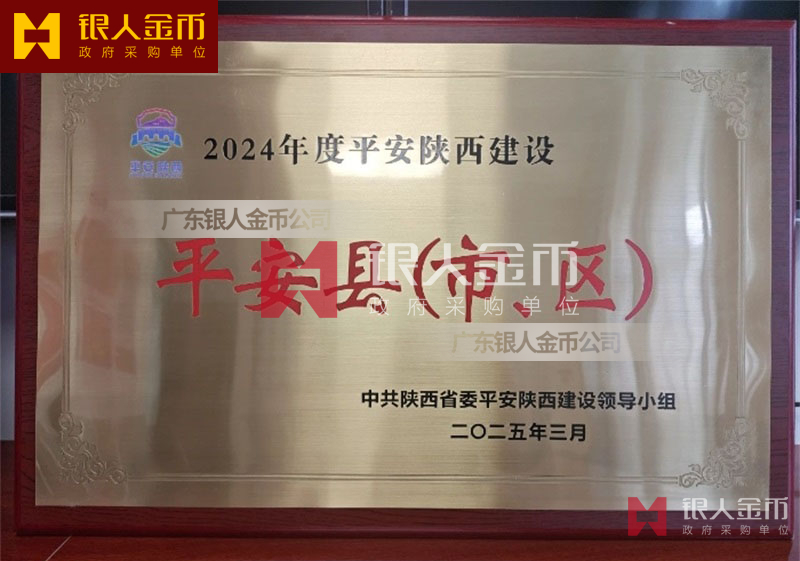 银人金币
政府采购单位
平安陕西
2024年度平安陕西建设
广东银人金币公司
平安县(市、区)
银人金币
政府采购单位
广东银人金币公司
中共陕西省委平安陕西建设领导小组
二〇二五年三月
银人金币
政府采购单位